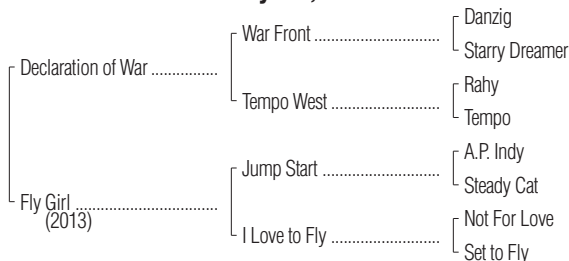 Danzig
War Front ........................
Starry Dreamer
Declaration of War ................
Rahy
Tempo West ....................
Tempo
A.P. Indy
Jump Start ......................
Steady Cat
Fly Girl ..................................
(2013)
Not For Love
I Love to Fly ....................
Set to Fly